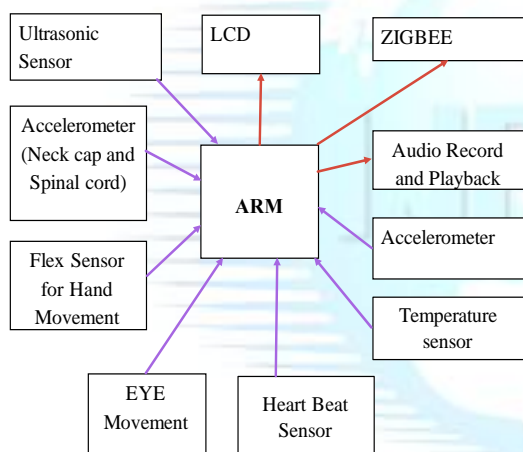 Ultrasonic
Sensor
LCD
ZIGBEE
Accelerometer
(Neck cap and
Spinal cord)
ARM
Audio Record
and Playback
Accelerometer
Flex Sensor
for Hand
Movement
Temperature
sensor
EYE
Movement
Heart Beat
Sensor